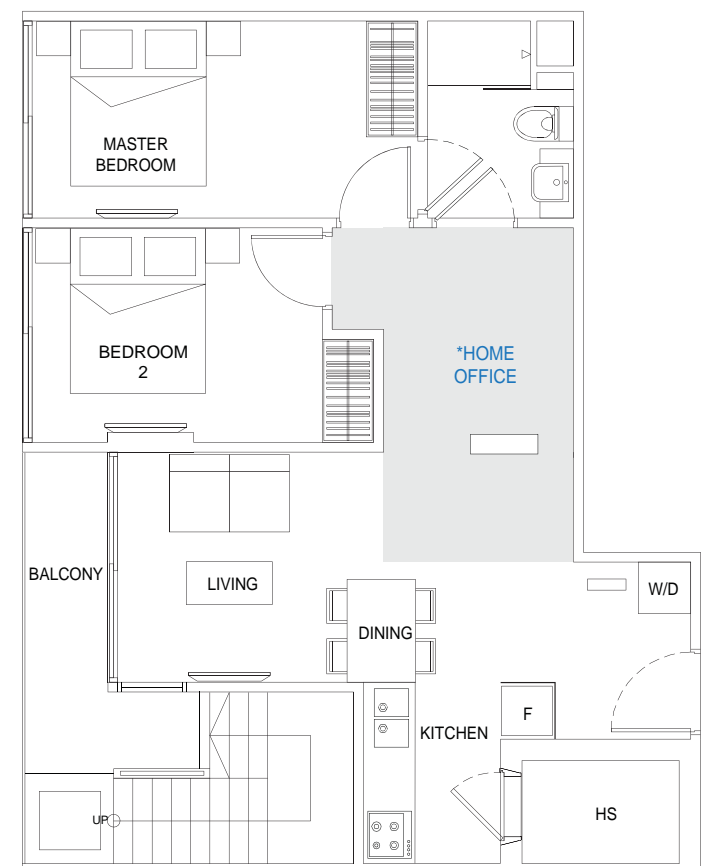 MASTER
BEDROOM
BEDROOM
2
*HOME
OFFICE
BALCONY
LIVING
W/D
DINING
F
KITCHEN
UP
HS